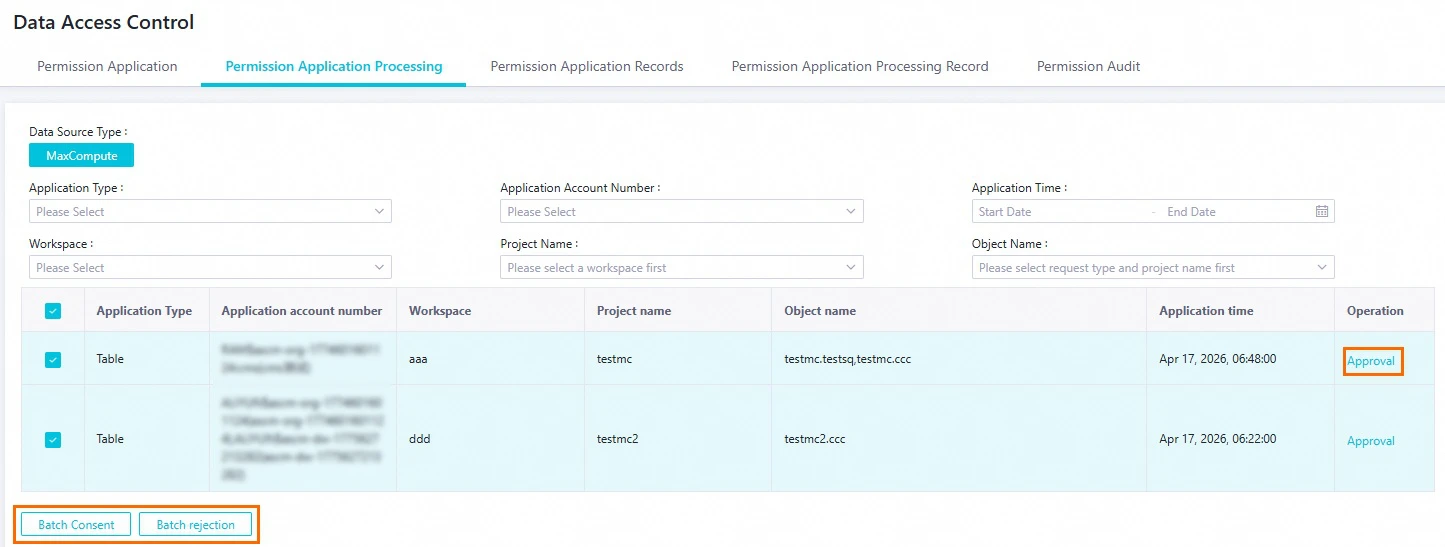 Data Access Control
Permission Application
Permission Application Processing
Permission Application Records
Permission Application Processing Record
Permission Audit
Data Source Type :
MaxCompute
Application Type :
Application Account Number :
Application Time :
Please Select
Please Select
Start Date - End Date
Workspace :
Project Name :
Object Name :
Please Select
Please select a workspace first
Please select request type and project name first
Application Type
Application account number
Workspace
Project name
Object name
Application time
Operation
Table
aaa
testmc
testmc.testsq,testmc.ccc
Apr 17, 2026, 06:48:00
Approval
Table
ddd
testmc2
testmc2.ccc
Apr 17, 2026, 06:22:00
Approval
Batch Consent
Batch rejection